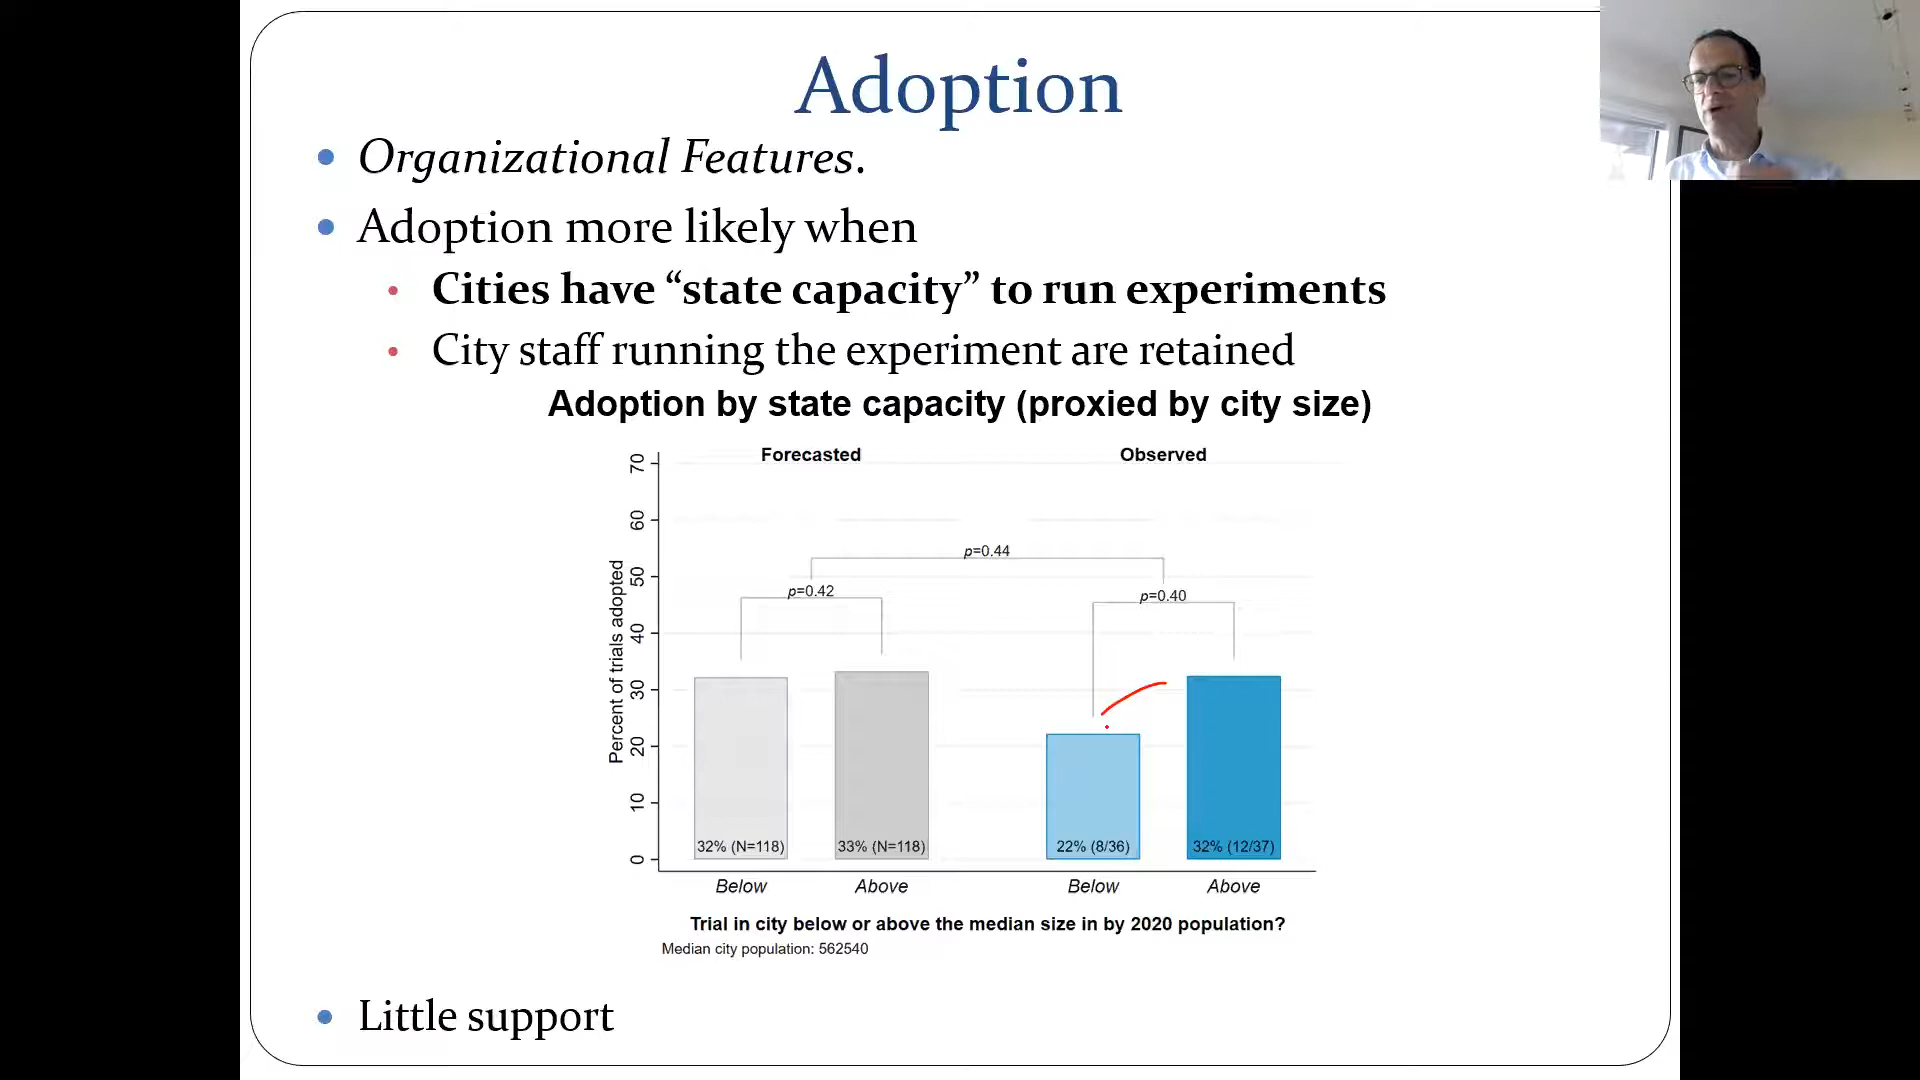 Adoption
Organizational Features.
Adoption more likely when
Cities have “state capacity” to run experiments
City staff running the experiment are retained
Adoption by state capacity (proxied by city size)
Forecasted Observed
Percent of trials adopted
70
60
50
40
30
20
10
0
p=0.44
p=0.42
p=0.40
32% (N=118) 33% (N=118) 22% (8/36) 32% (12/37)
Below Above Below Above
Trial in city below or above the median size in by 2020 population?
Median city population: 562540
Little support